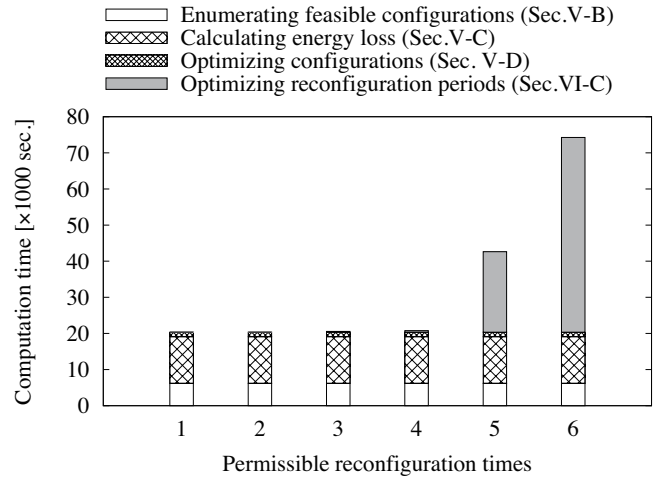 Enumerating feasible configurations (Sec.V-B)
Calculating energy loss (Sec.V-C)
Optimizing configurations (Sec. V-D)
Optimizing reconfiguration periods (Sec.VI-C)
Computation time [×1000 sec.]
80
70
60
50
40
30
20
10
0
1 2 3 4 5 6
Permissible reconfiguration times